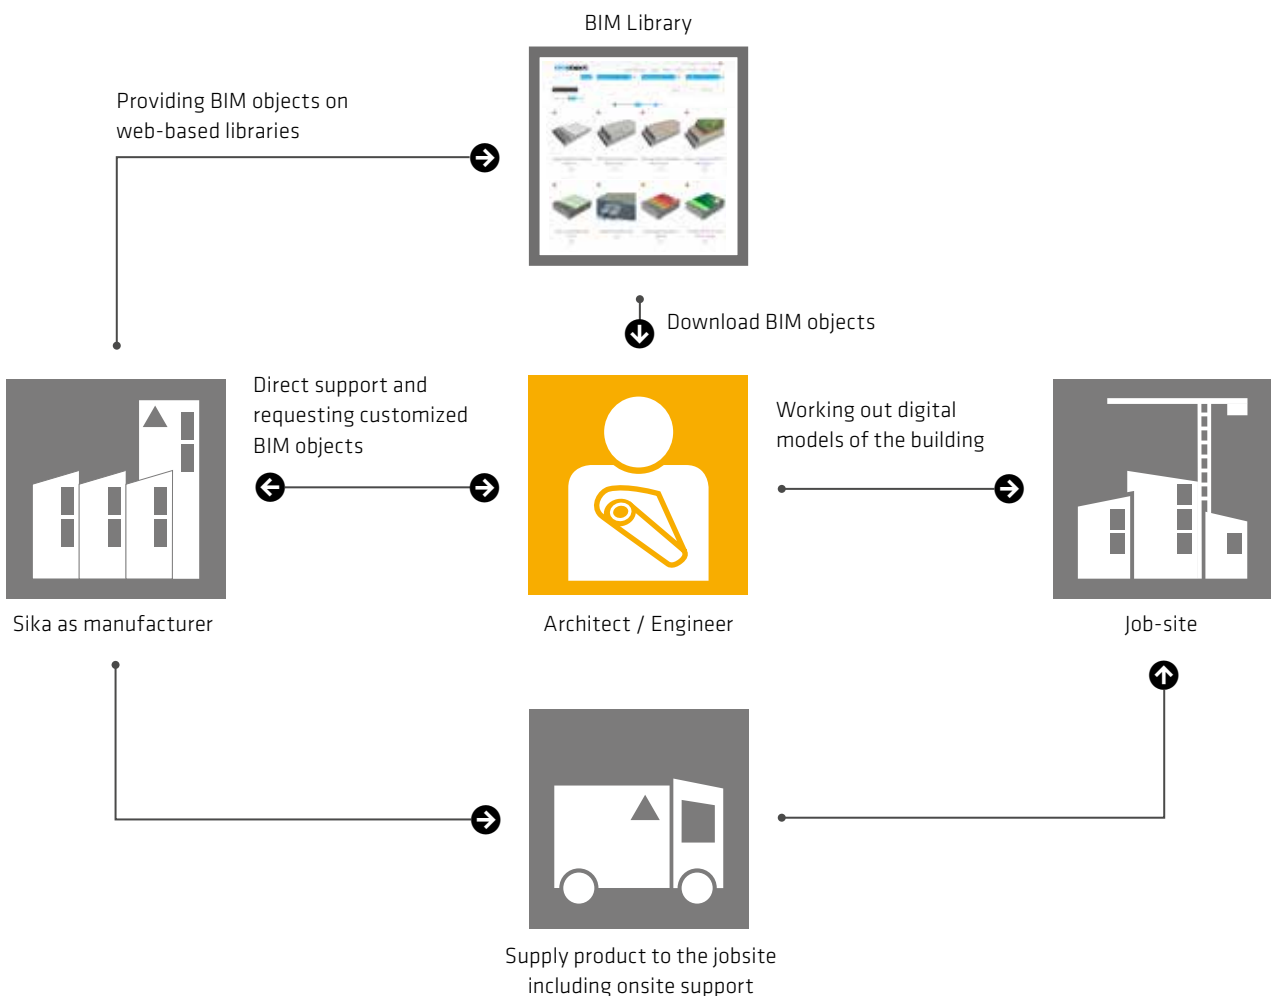 BIM Library
Providing BIM objects on
web-based libraries
Download BIM objects
Direct support and
requesting customized
BIM objects
Working out digital
models of the building
Sika as manufacturer
Architect / Engineer
Job-site
Supply product to the jobsite
including onsite support